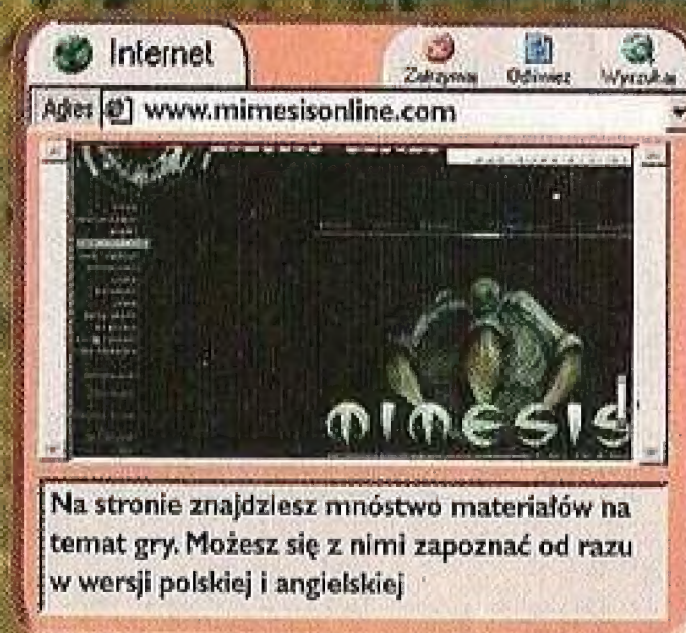 Internet
Zatrzymaj Odśwież Wyszukaj
Adres www.mimesisonline.com
mimesis
Na stronie znajdziesz mnóstwo materiałów na
temat gry. Możesz się z nimi zapoznać od razu
w wersji polskiej i angielskiej